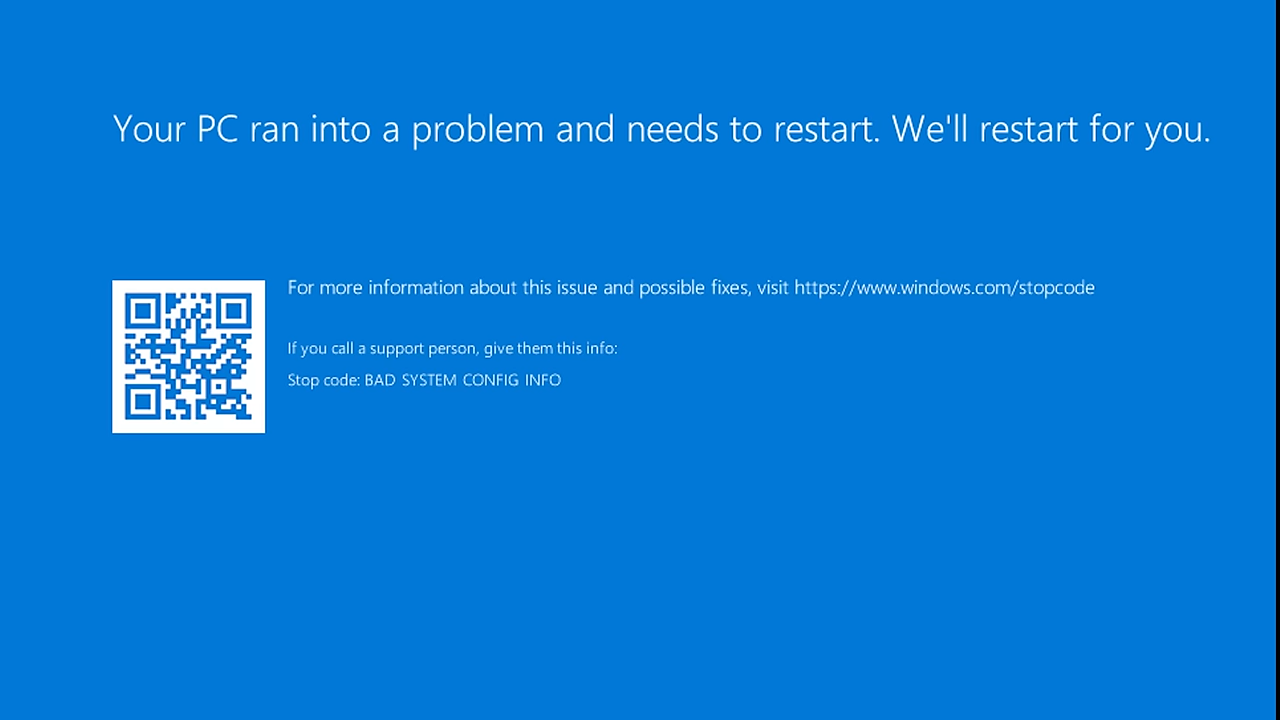 Your PC ran into a problem and needs to restart. We'll restart for you.
For more information about this issue and possible fixes, visit https://www.windows.com/stopcode
If you call a support person, give them this info:
Stop code: BAD SYSTEM CONFIG INFO